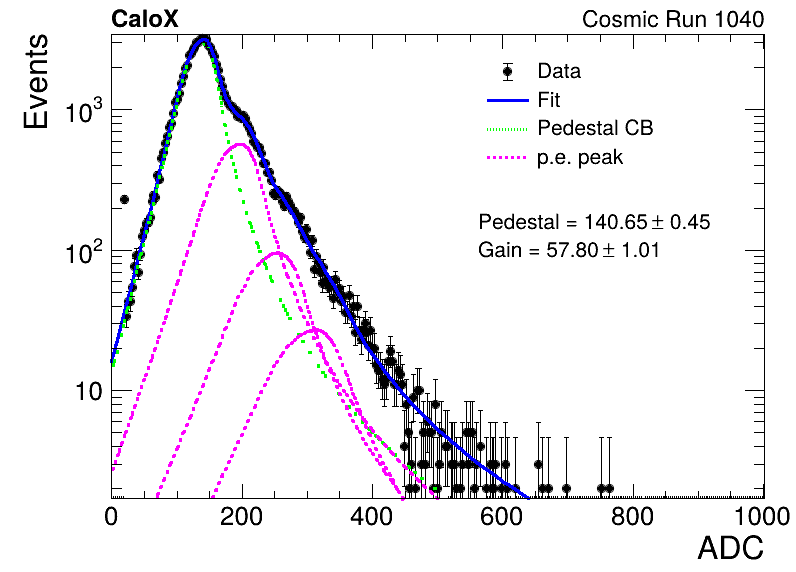 CaloX
Cosmic Run 1040
Events
Data
Fit
Pedestal CB
p.e. peak
Pedestal = 140.65 ± 0.45
Gain = 57.80 ± 1.01
10³
10²
10
0 200 400 600 800 1000
ADC